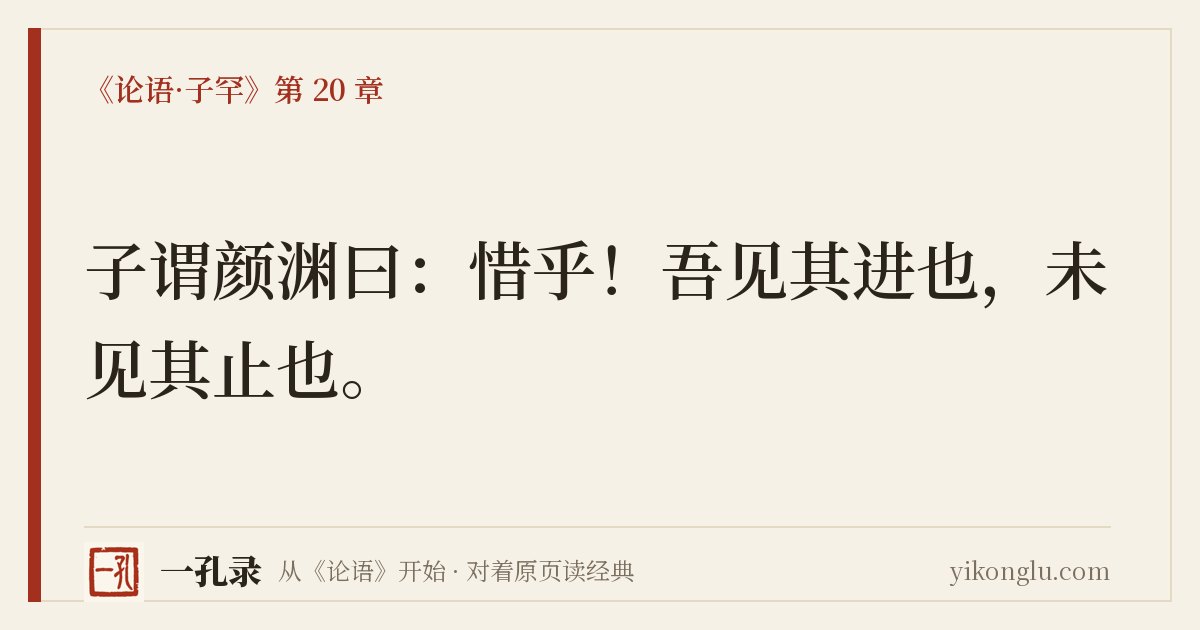 《论语·子罕》第 20 章
子谓颜渊曰：惜乎！吾见其进也，未
见其止也。
一孔
一孔录 从《论语》开始 · 对着原页读经典 yikonglu.com